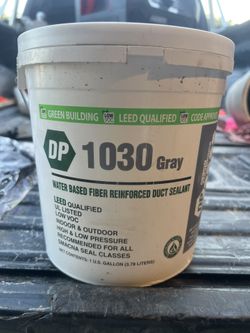 GREEN BUILDING LEED QUALIFIED CODE APPROVED
DP 1030 Gray
WATER BASED FIBER REINFORCED DUCT SEALANT
LEED QUALIFIED
UL LISTED
LOW VOC
INDOOR & OUTDOOR
HIGH & LOW PRESSURE
RECOMMENDED FOR ALL
SMACNA SEAL CLASSES
NET CONTENTS: 1 U.S. GALLON (3.78 LITERS)